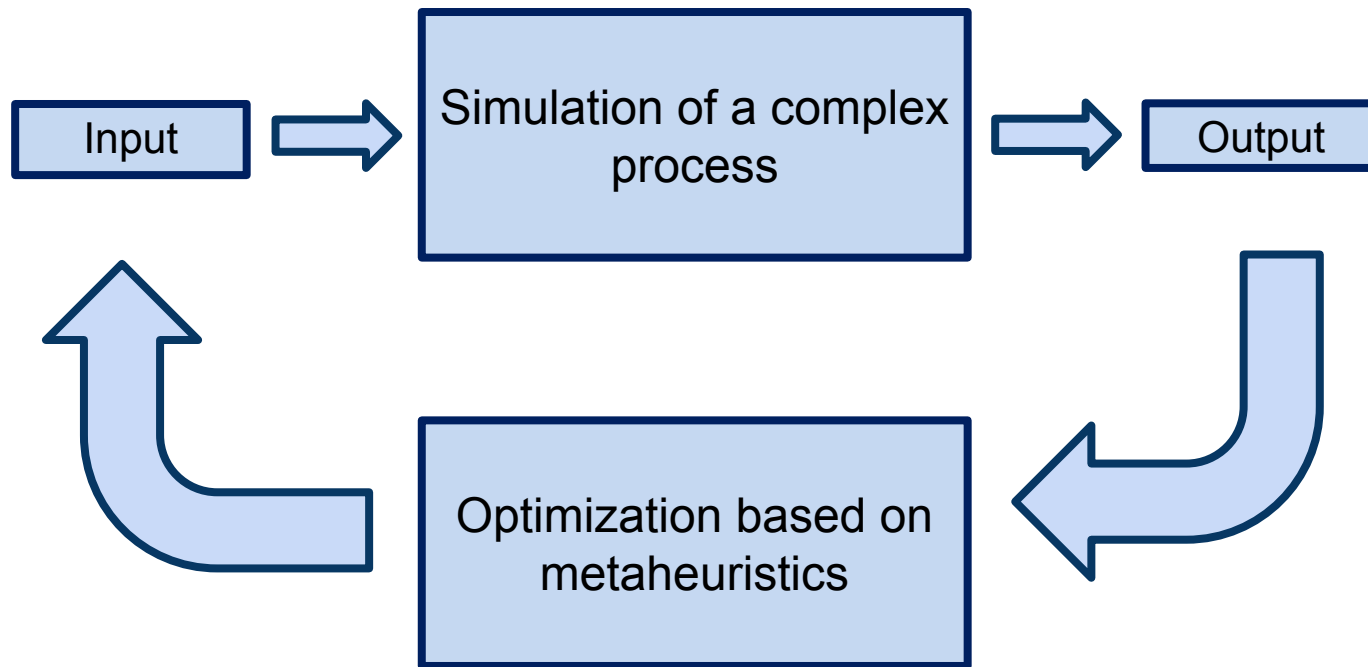 Input
Simulation of a complex
process
Output
Optimization based on
metaheuristics